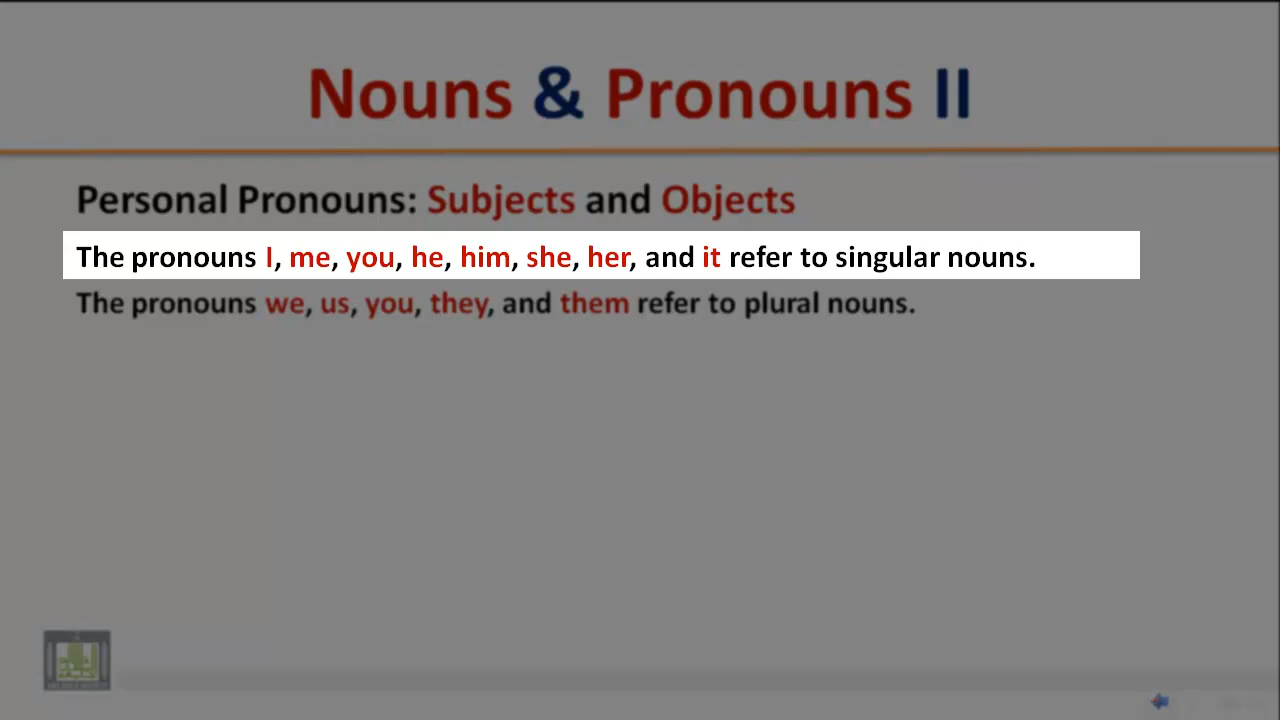 Nouns & Pronouns II
Personal Pronouns: Subjects and Objects
The pronouns I, me, you, he, him, she, her, and it refer to singular nouns.
The pronouns we, us, you, they, and them refer to plural nouns.